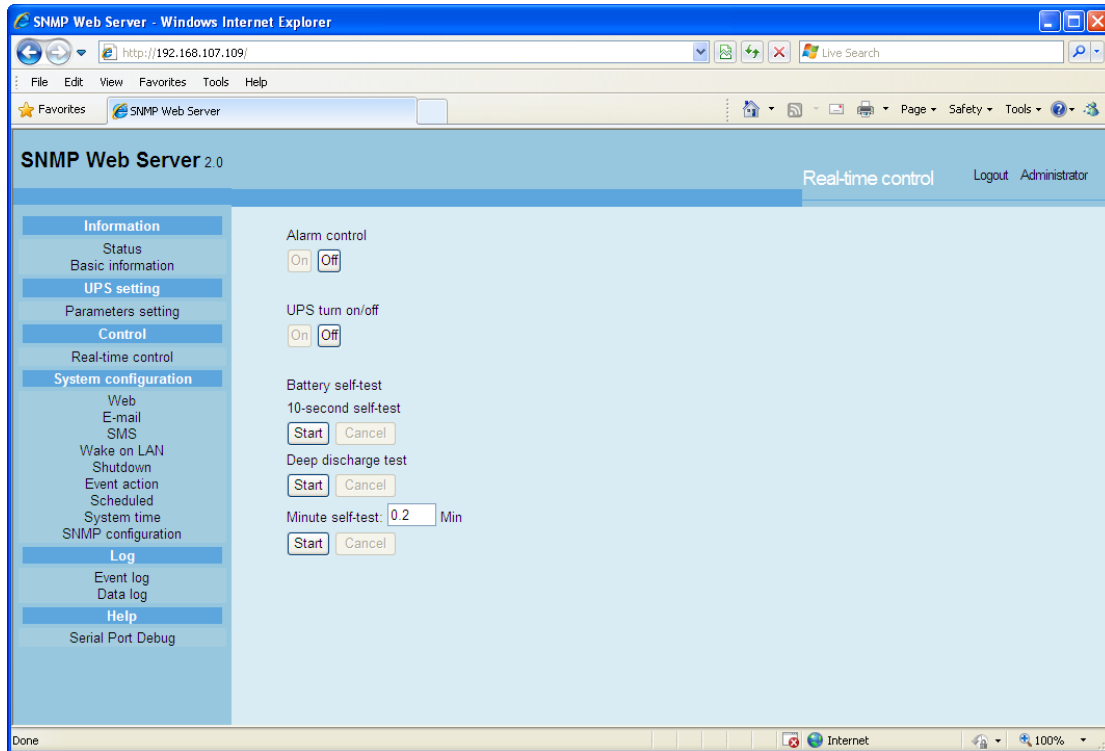 SNMP Web Server - Windows Internet Explorer
http://192.168.107.109/
Live Search
File Edit View Favorites Tools Help
Favorites SNMP Web Server Page Safety Tools
SNMP Web Server 2.0
Real-time control Logout Administrator
Information
Status
Basic information
UPS setting
Parameters setting
Control
Real-time control
System configuration
Web
E-mail
SMS
Wake on LAN
Shutdown
Event action
Scheduled
System time
SNMP configuration
Log
Event log
Data log
Help
Serial Port Debug
Alarm control
On Off
UPS turn on/off
On Off
Battery self-test
10-second self-test
Start Cancel
Deep discharge test
Start Cancel
Minute self-test: 0.2 Min
Start Cancel
Done Internet 100%